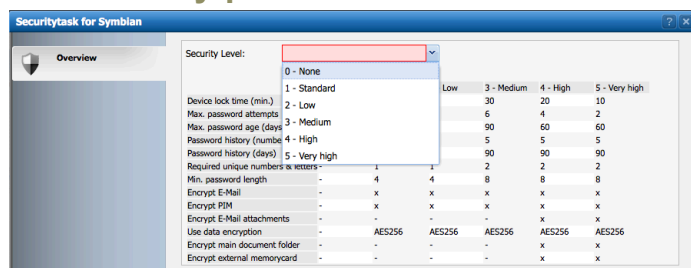 Securitytask for Symbian
Overview
Security Level:
0 - None
1 - Standard
2 - Low
3 - Medium
4 - High
5 - Very high
Low 3 - Medium 4 - High 5 - Very high
Device lock time (min.) 30 20 10
Max. password attempts 6 4 2
Max. password age (days 90 60 60
Password history (numbe 5 5 5
Password history (days) 90 90 90
Required unique numbers & letters - 1 1 2 2 2
Min. password length - 4 4 8 8 8
Encrypt E-Mail - x x x x x
Encrypt PIM - x x x x x
Encrypt E-Mail attachments - - - - x x
Use data encryption - AES256 AES256 AES256 AES256 AES256
Encrypt main document folder - - - - x x
Encrypt external memorycard - - - - x x